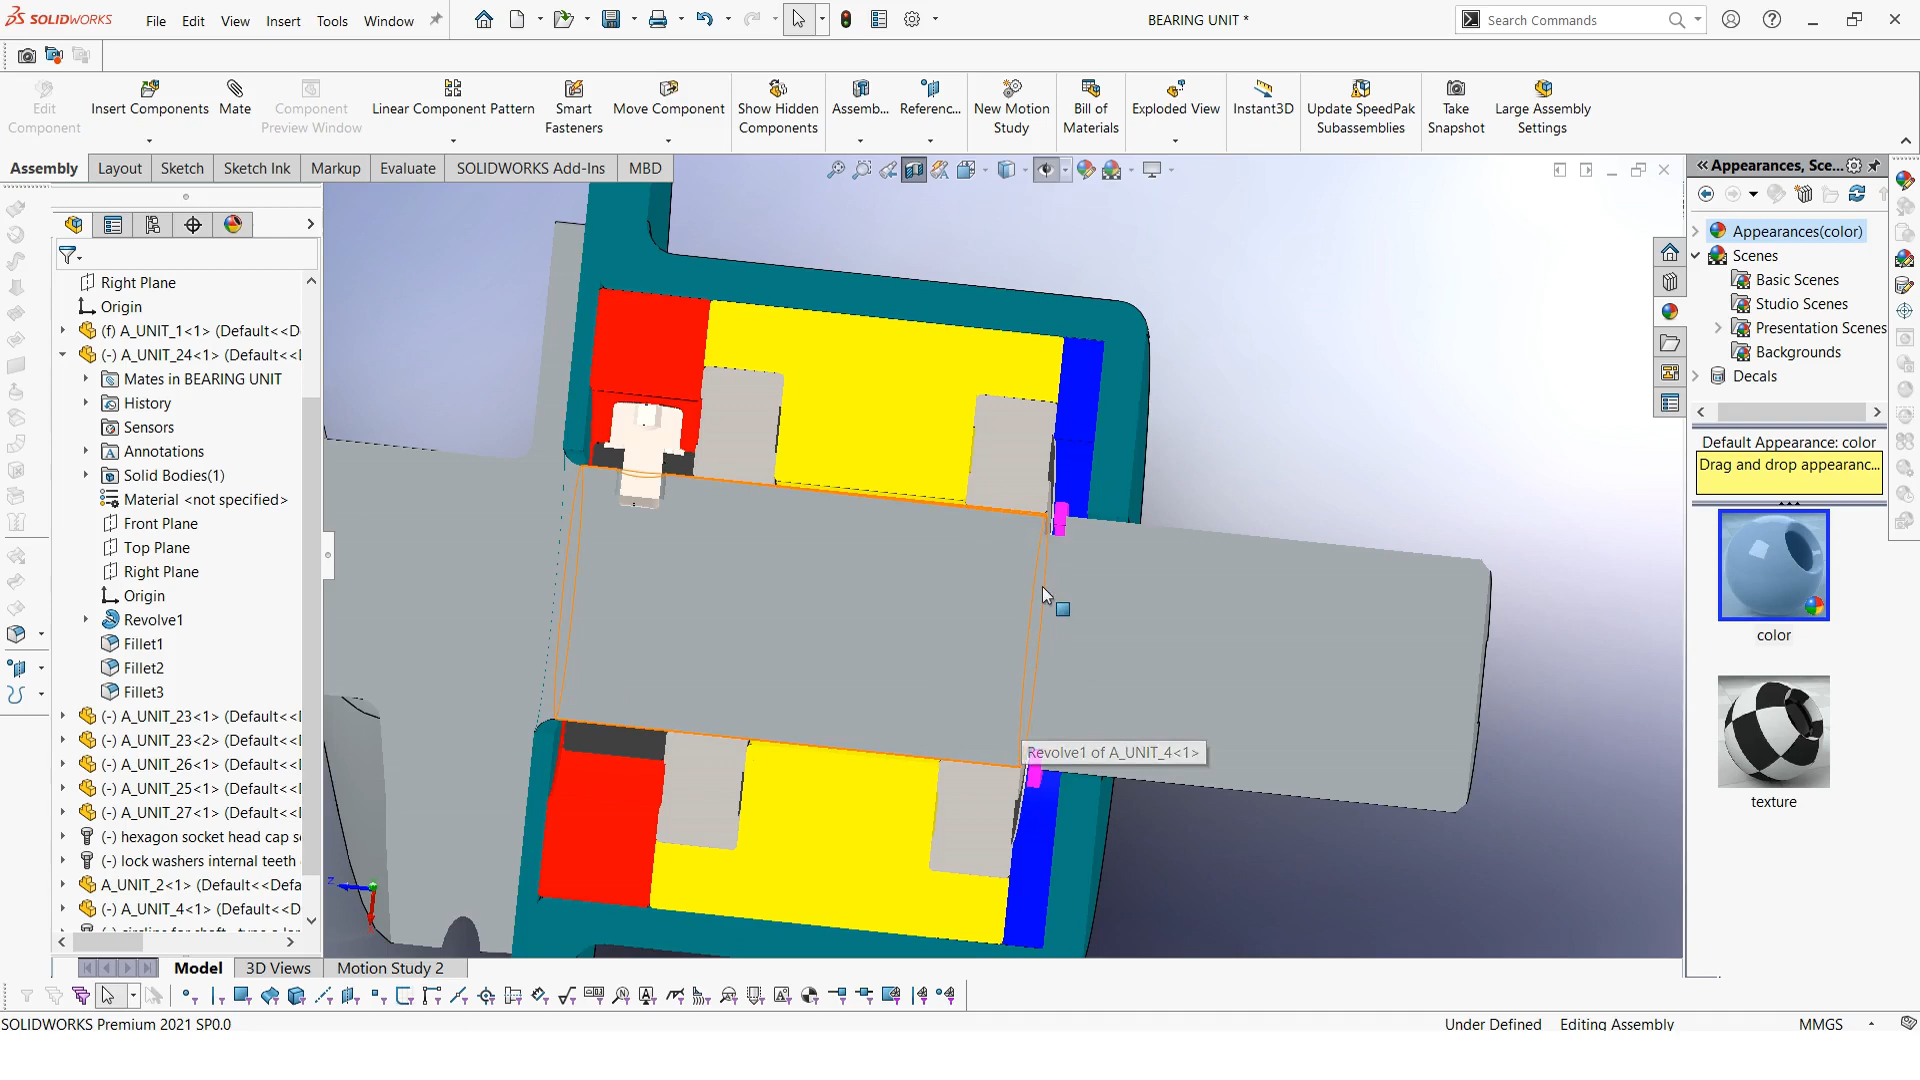 SOLIDWORKS File Edit View Insert Tools Window BEARING UNIT * Search Commands
Edit Component
Insert Components
Mate
Component Preview Window
Linear Component Pattern
Smart Fasteners
Move Component
Show Hidden Components
Assemb...
Referenc...
New Motion Study
Bill of Materials
Exploded View
Instant3D
Update SpeedPak Subassemblies
Take Snapshot
Large Assembly Settings
Assembly Layout Sketch Sketch Ink Markup Evaluate SOLIDWORKS Add-Ins MBD
Right Plane
Origin
(f) A_UNIT_1<1> (Default<<D
(-) A_UNIT_24<1> (Default<<
Mates in BEARING UNIT
History
Sensors
Annotations
Solid Bodies(1)
Material <not specified>
Front Plane
Top Plane
Right Plane
Origin
Revolve1
Fillet1
Fillet2
Fillet3
(-) A_UNIT_23<1> (Default<<
(-) A_UNIT_23<2> (Default<<
(-) A_UNIT_26<1> (Default<<
(-) A_UNIT_25<1> (Default<<
(-) A_UNIT_27<1> (Default<<
(-) hexagon socket head cap s
(-) lock washers internal teeth
A_UNIT_2<1> (Default<<Defa
(-) A_UNIT_4<1> (Default<<D
Z
Revolve1 of A_UNIT_4<1>
Appearances, Sce...
Appearances(color)
Scenes
Basic Scenes
Studio Scenes
Presentation Scenes
Backgrounds
Decals
Default Appearance: color
Drag and drop appearanc...
color
texture
Model 3D Views Motion Study 2
SOLIDWORKS Premium 2021 SP0.0 Under Defined Editing Assembly MMGS